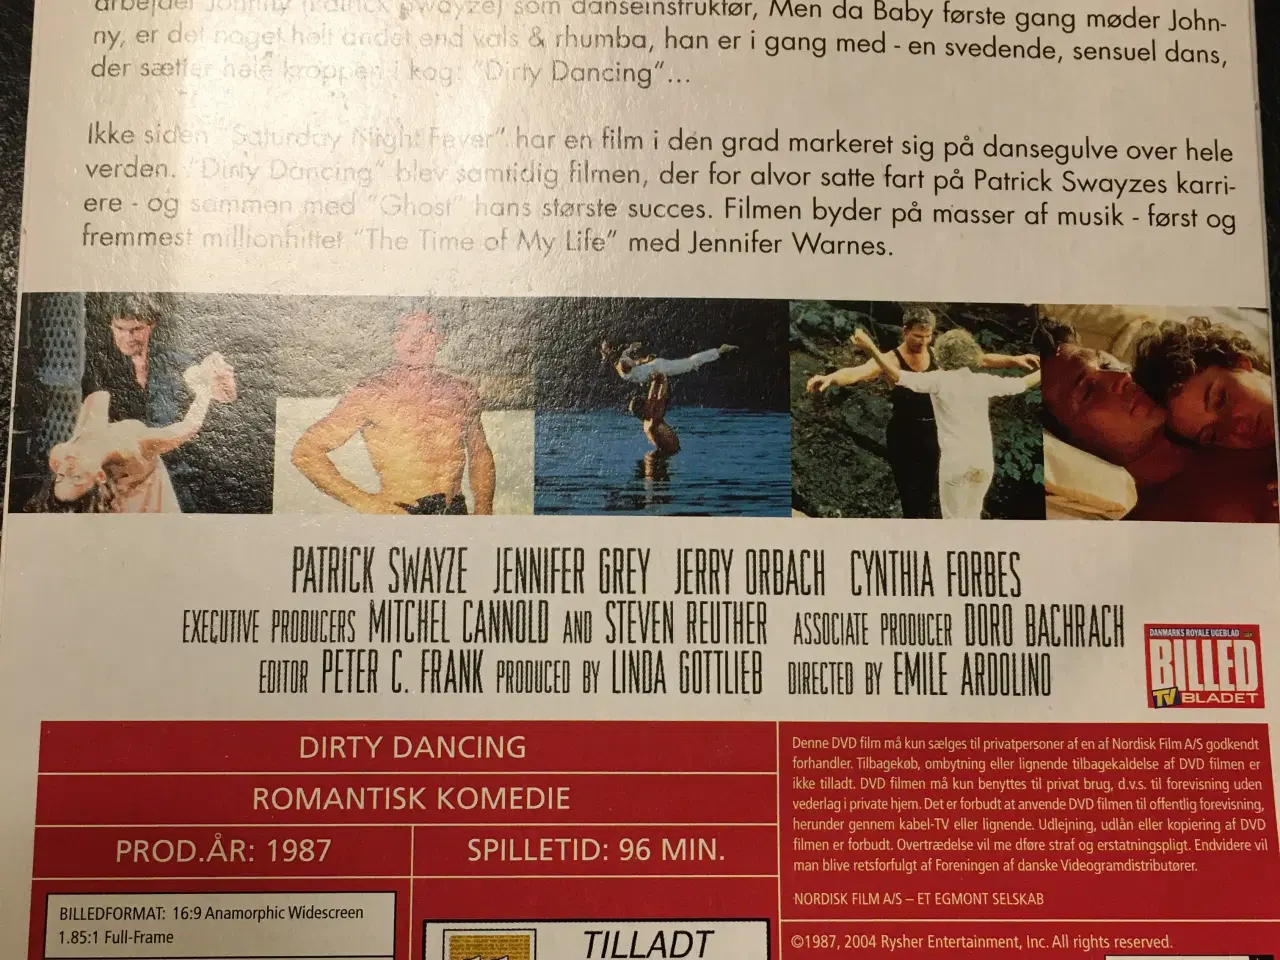 arbejder Johnny (Patrick Swayze) som danseinstruktør, Men da Baby første gang møder John-
ny, er det noget helt andet end vals & rhumba, han er i gang med - en svedende, sensuel dans,
der sætter hele kroppen i kog: "Dirty Dancing"...
Ikke siden "Saturday Night Fever" har en film i den grad markeret sig på dansegulve over hele
verden. "Dirty Dancing" blev samtidig filmen, der for alvor satte fart på Patrick Swayzes karri-
ere - og sammen med "Ghost" hans største succes. Filmen byder på masser af musik - først og
fremmest millionhittet "The Time of My Life" med Jennifer Warnes.
PATRICK SWAYZE JENNIFER GREY JERRY ORBACH CYNTHIA FORBES
EXECUTIVE PRODUCERS MITCHEL CANNOLD AND STEVEN REUTHER ASSOCIATE PRODUCER DORO BACHRACH
EDITOR PETER C. FRANK PRODUCED BY LINDA GOTTLIEB DIRECTED BY EMILE ARDOLINO
DANMARKS ROYALE UGEBLAD
BILLED
TV BLADET
DIRTY DANCING
ROMANTISK KOMEDIE
PROD.ÅR: 1987
SPILLETID: 96 MIN.
BILLEDFORMAT: 16:9 Anamorphic Widescreen
1.85:1 Full-Frame
TILLADT
Denne DVD film må kun sælges til privatpersoner af en af Nordisk Film A/S godkendt
forhandler. Tilbagekøb, ombytning eller lignende tilbagekaldelse af DVD filmen er
ikke tilladt. DVD filmen må kun benyttes til privat brug, d.v.s. til forevisning uden
vederlag i private hjem. Det er forbudt at anvende DVD filmen til offentlig forevisning,
herunder gennem kabel-TV eller lignende. Udlejning, udlån eller kopiering af DVD
filmen er forbudt. Overtrædelse vil me dføre straf og erstatningspligt. Endvidere vil
man blive retsforfulgt af Foreningen af danske Videogramdistributører.
NORDISK FILM A/S – ET EGMONT SELSKAB
©1987, 2004 Rysher Entertainment, Inc. All rights reserved.